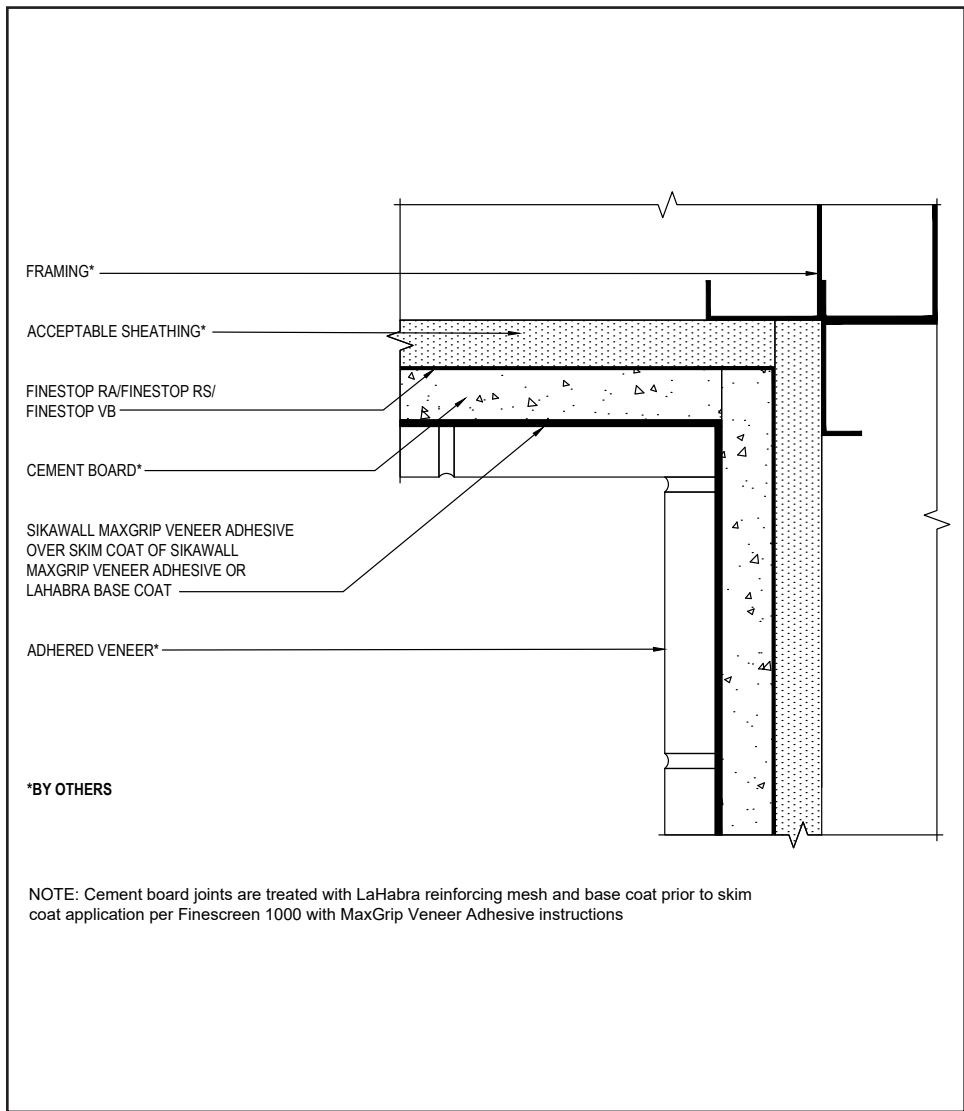 FRAMING*
ACCEPTABLE SHEATHING*
FINESTOP RA/FINESTOP RS/
FINESTOP VB
CEMENT BOARD*
SIKAWALL MAXGRIP VENEER ADHESIVE
OVER SKIM COAT OF SIKAWALL
MAXGRIP VENEER ADHESIVE OR
LAHABRA BASE COAT
ADHERED VENEER*
*BY OTHERS
NOTE: Cement board joints are treated with LaHabra reinforcing mesh and base coat prior to skim
coat application per Finescreen 1000 with MaxGrip Veneer Adhesive instructions